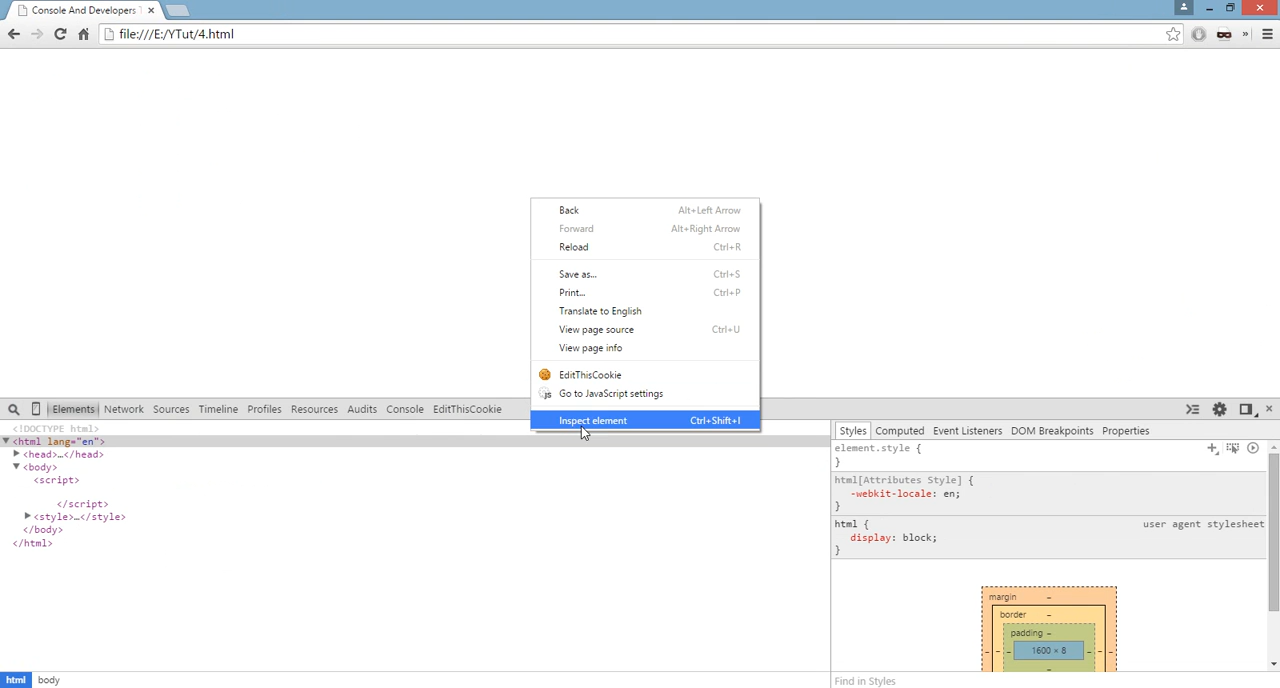 Console And Developers T
file:///E:/YTut/4.html
Back Alt+Left Arrow
Forward Alt+Right Arrow
Reload Ctrl+R
Save as... Ctrl+S
Print... Ctrl+P
Translate to English
View page source Ctrl+U
View page info
EditThisCookie
Go to JavaScript settings
Inspect element Ctrl+Shift+I
Elements Network Sources Timeline Profiles Resources Audits Console EditThisCookie
<!DOCTYPE html>
<html lang="en">
<head>…</head>
<body>
<script>
</script>
<style>…</style>
</body>
</html>
Styles Computed Event Listeners DOM Breakpoints Properties
element.style {
}
html[Attributes Style] {
-webkit-locale: en;
}
html { user agent stylesheet
display: block;
}
margin -
border -
padding -
- - - 1600 × 8 - - -
-
html body
Find in Styles